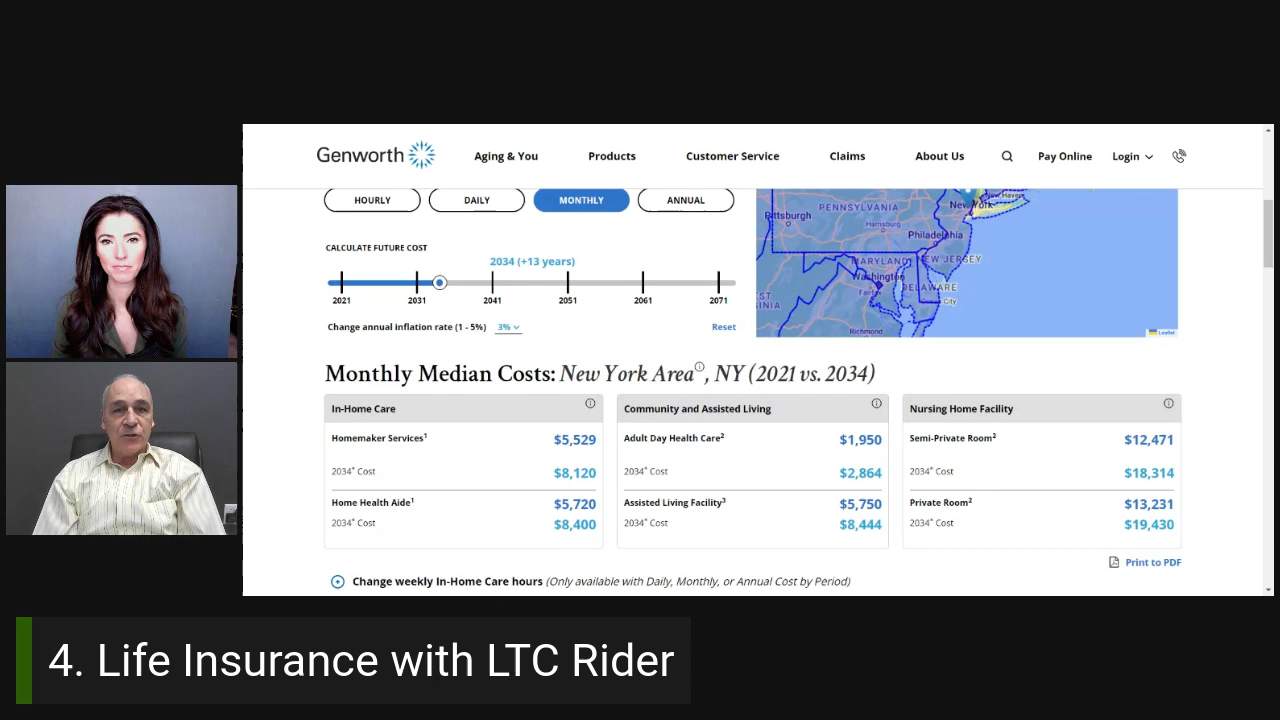 Genworth
Aging & You
Products
Customer Service
Claims
About Us
Pay Online
Login
HOURLY
DAILY
MONTHLY
ANNUAL
CALCULATE FUTURE COST
2034 (+13 years)
2021
2031
2041
2051
2061
2071
Change annual inflation rate (1 - 5%)
3%
Reset
Pittsburgh
PENNSYLVANIA
Harrisburg
New Haven
New York
Philadelphia
MARYLAND
NEW JERSEY
Washington
Fairfax
DELAWARE
Ocean City
Richmond
Leaflet
Monthly Median Costs: New York Area, NY (2021 vs. 2034)
In-Home Care
Homemaker Services¹ $5,529
2034* Cost $8,120
Home Health Aide¹ $5,720
2034* Cost $8,400
Community and Assisted Living
Adult Day Health Care² $1,950
2034* Cost $2,864
Assisted Living Facility³ $5,750
2034* Cost $8,444
Nursing Home Facility
Semi-Private Room² $12,471
2034* Cost $18,314
Private Room² $13,231
2034* Cost $19,430
Print to PDF
Change weekly In-Home Care hours (Only available with Daily, Monthly, or Annual Cost by Period)
4. Life Insurance with LTC Rider